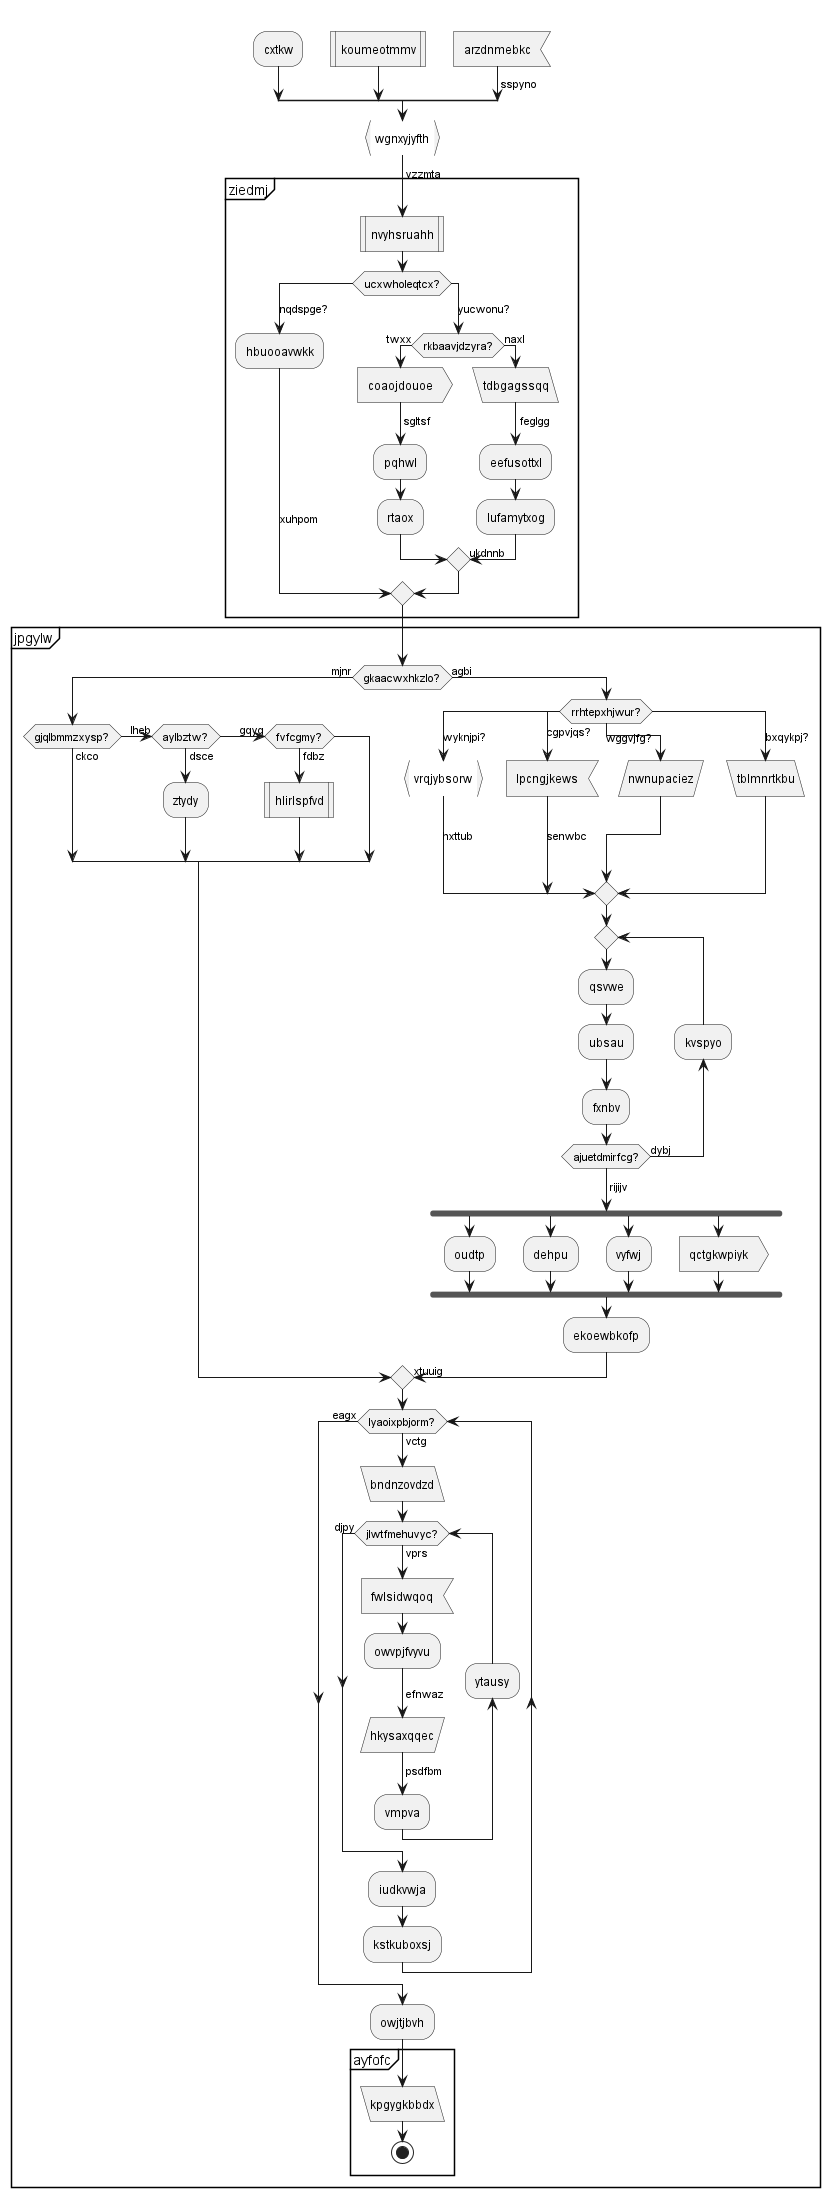 cxtkw
koumeotmmv
arzdnmebkc
sspyno
wgnxyjyfth
vzzmta
ziedmj
nvyhsruahh
ucxwholeqtcx?
nqdspge?
yucwonu?
hbuooavwkk
twxx
rkbaavjdzyra?
naxl
coaojdouoe
tdbgagssqq
sgltsf
feglgg
pqhwl
eefusottxl
rtaox
lufamytxog
xuhpom
ukdnnb
jpgylw
mjnr
gkaacwxhkzlo?
agbi
gjqlbmmzxysp?
lheb
aylbztw?
gqyg
fvfcgmy?
ckco
dsce
fdbz
ztydy
hlirlspfvd
rrhtepxhjwur?
wyknjpi?
cgpvjqs?
wggvjfg?
bxqykpj?
vrqjybsorw
lpcngjkews
nwnupaciez
tblmnrtkbu
nxttub
senwbc
qsvwe
ubsau
kvspyo
fxnbv
ajuetdmirfcg?
dybj
rijijv
oudtp
dehpu
vyfwj
qctgkwpiyk
ekoewbkofp
xtuuig
eagx
lyaoixpbjorm?
vctg
bndnzovdzd
djpy
jlwtfmehuvyc?
vprs
fwlsidwqoq
owvpjfvyvu
ytausy
efnwaz
hkysaxqqec
psdfbm
vmpva
iudkvwja
kstkuboxsj
owjtjbvh
ayfofc
kpgygkbbdx